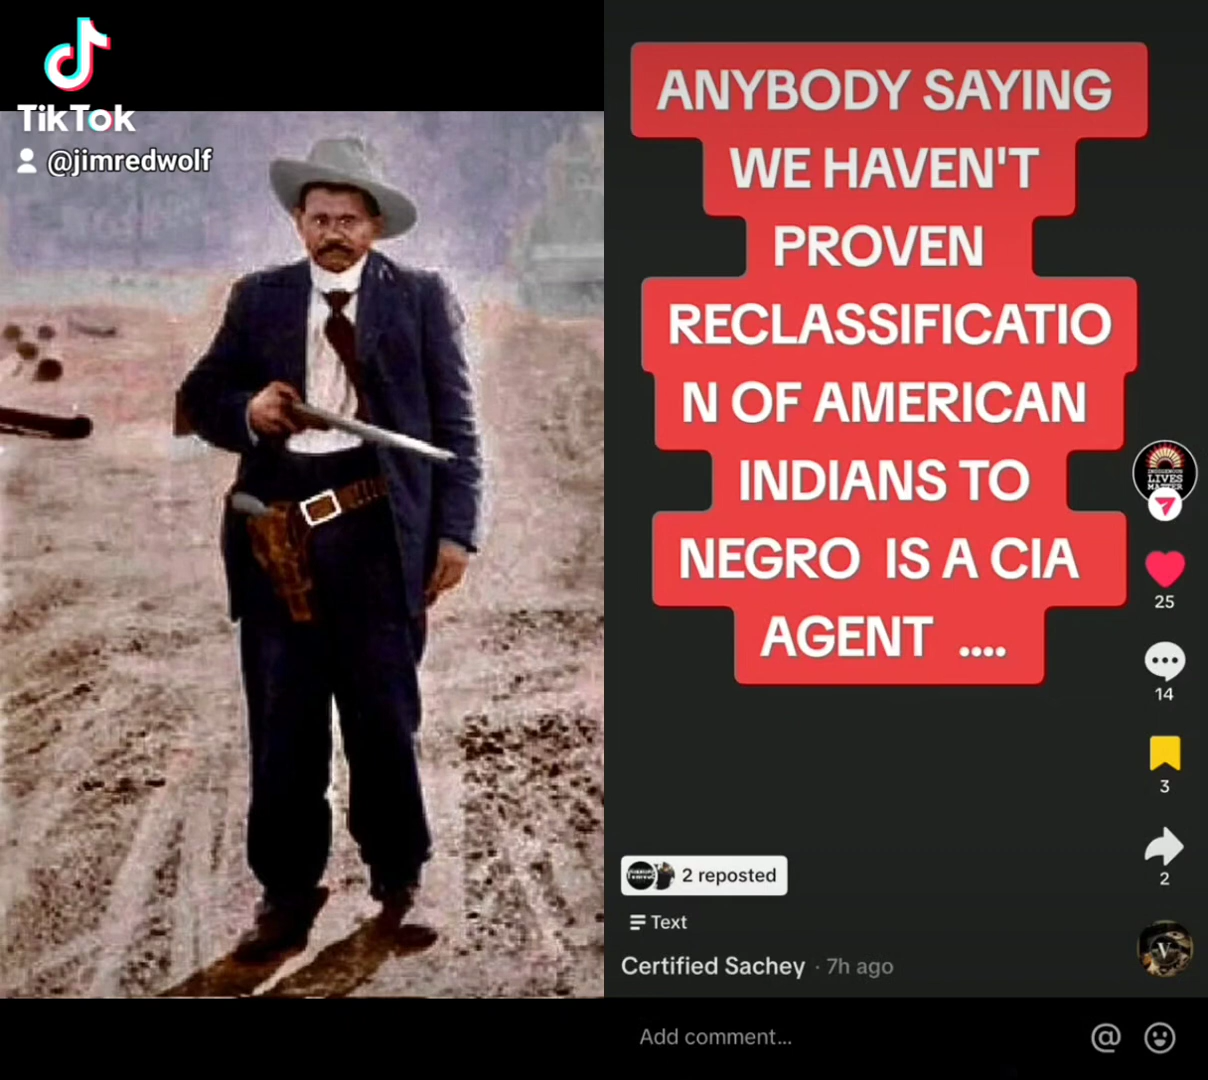 TikTok
@jimredwolf
ANYBODY SAYING
WE HAVEN'T
PROVEN
RECLASSIFICATIO
N OF AMERICAN
INDIANS TO
NEGRO IS A CIA
AGENT ....
LIVES
25
14
3
2
2 reposted
Text
Certified Sachey · 7h ago
V
Add comment...
@